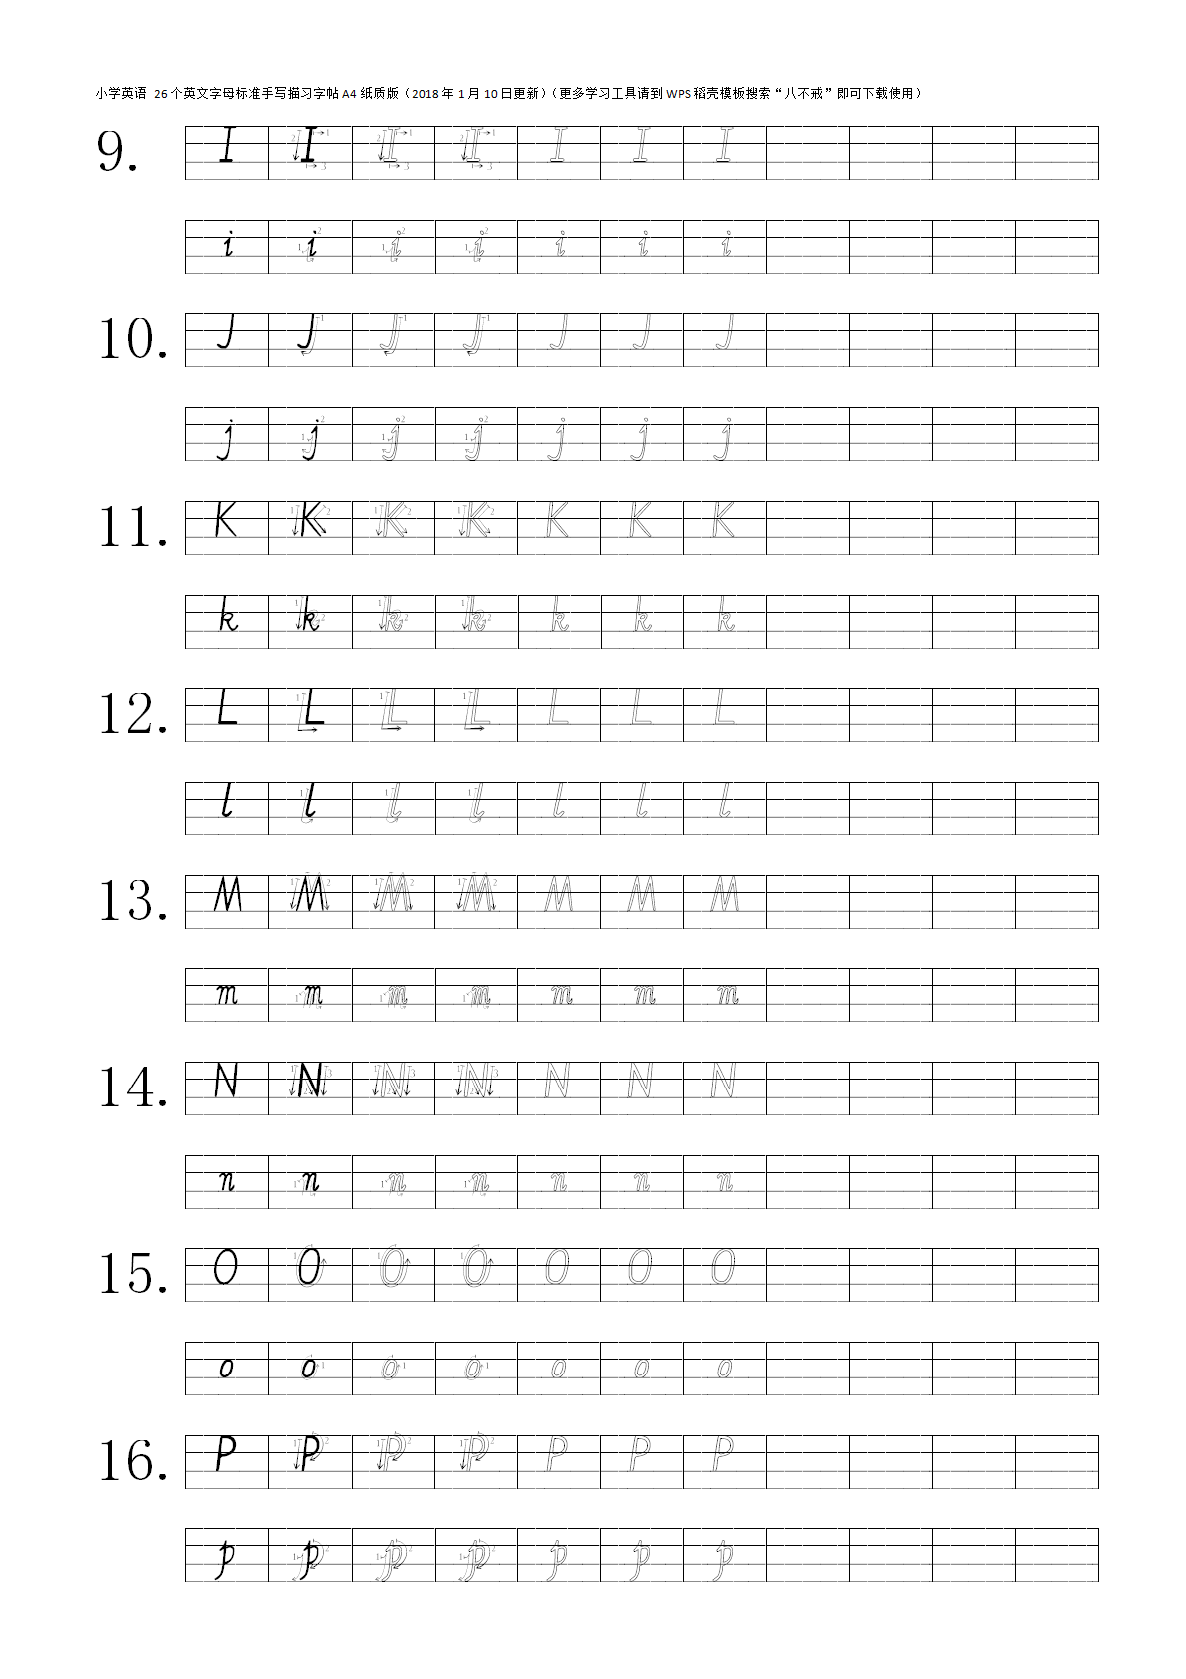 小学英语 26个英文字母标准手写描习字帖A4纸质版（2018年1月10日更新）（更多学习工具请到WPS稻壳模板搜索“八不戒”即可下载使用）
9. I I I I I I I
i i i i i i i
10. J J J J J J J
j j j j j j j
11. K K K K K K K
k k k k k k k
12. L L L L L L L
l l l l l l l
13. M M M M M M M
m m m m m m m
14. N N N N N N N
n n n n n n n
15. O O O O O O O
o o o o o o o
16. P P P P P P P
p p p p p p p